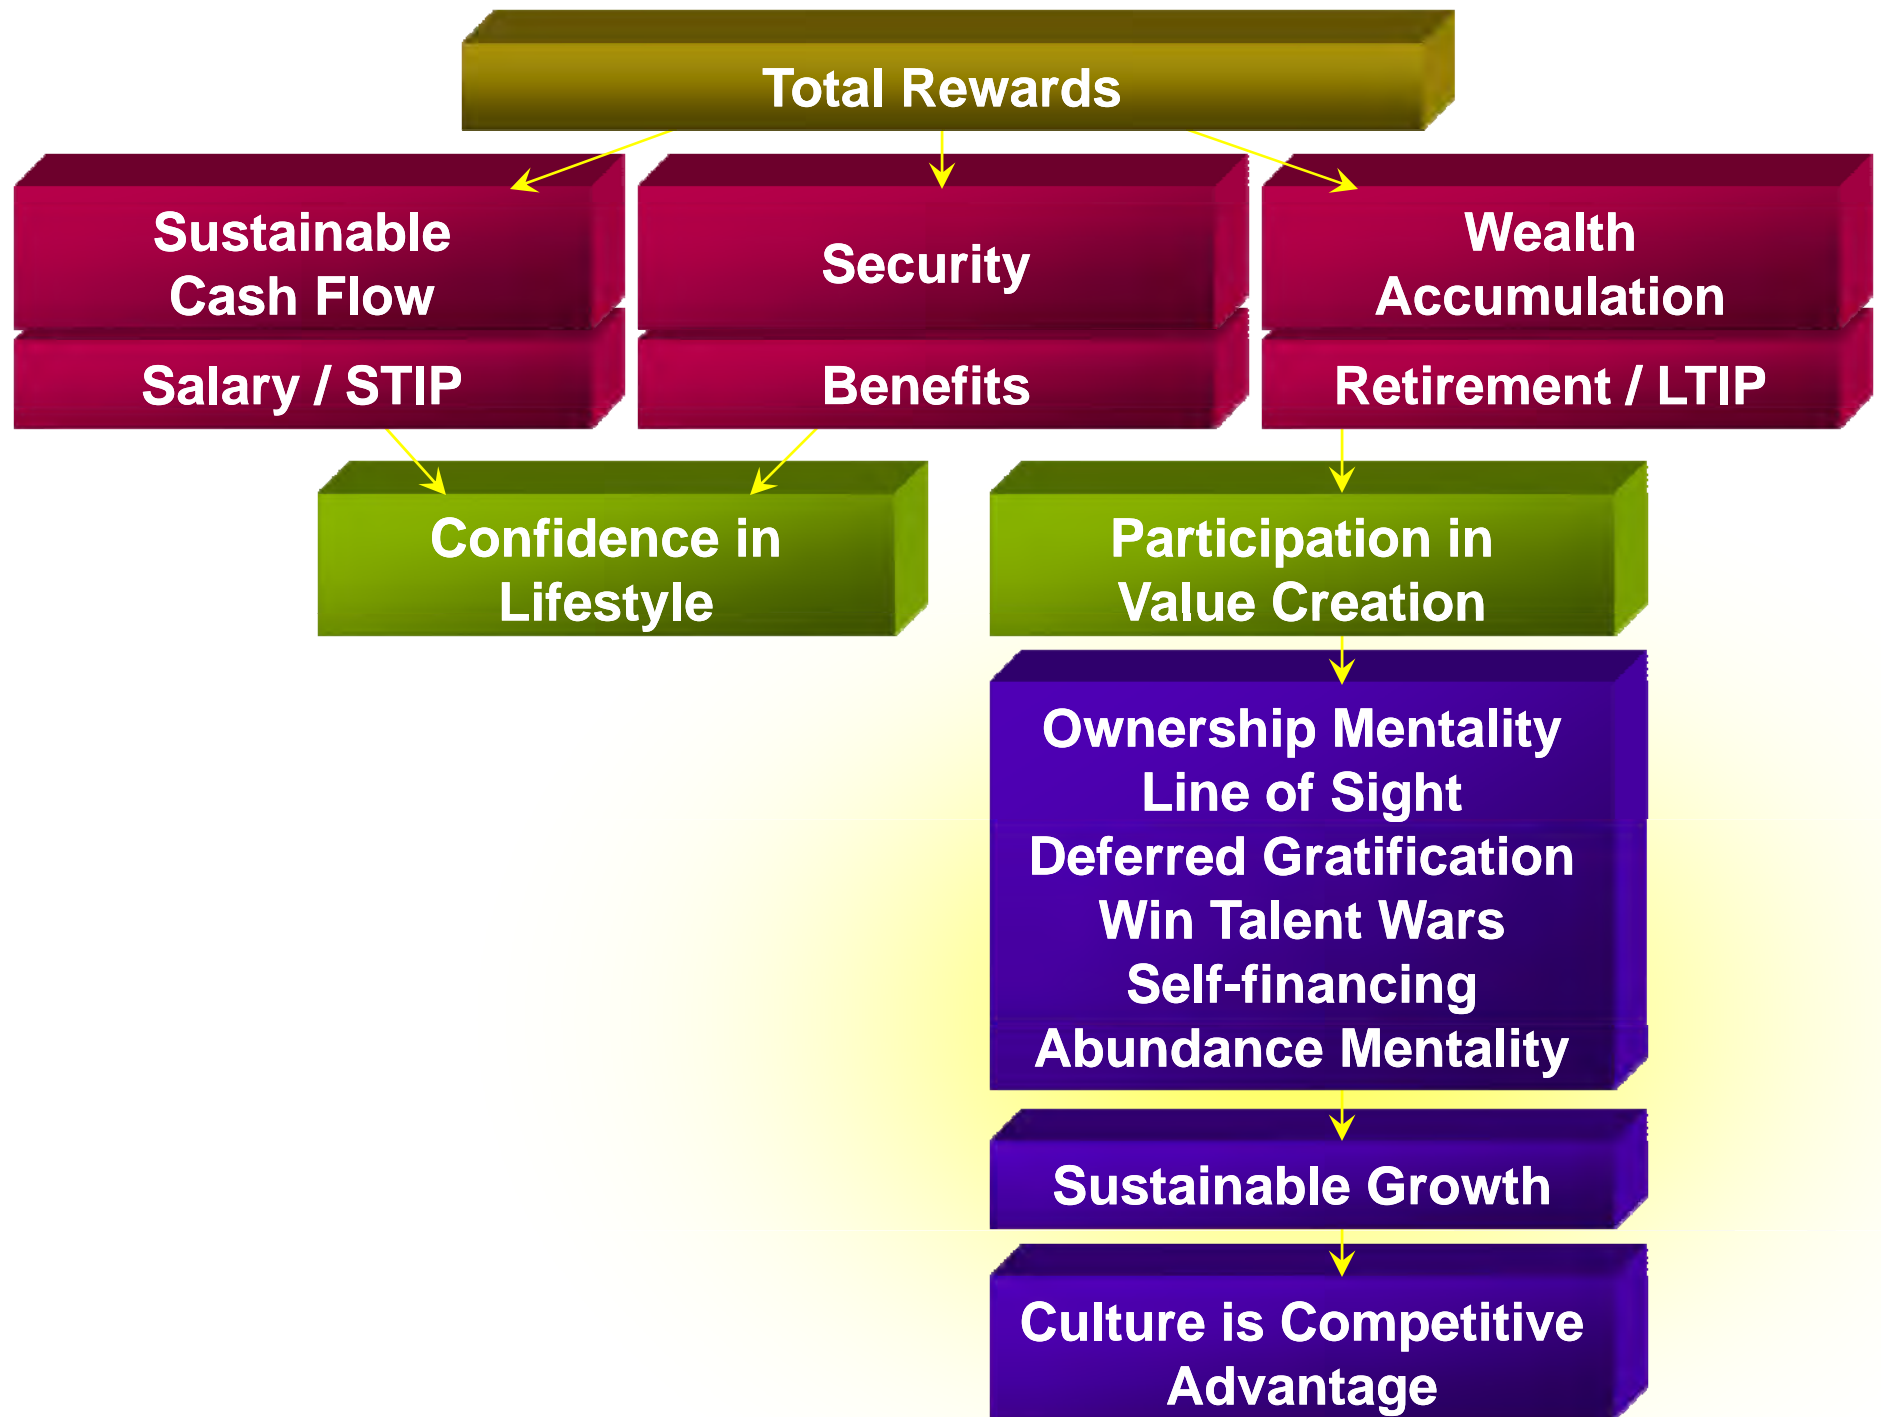 Total Rewards
Sustainable
Cash Flow
Salary / STIP
Security
Benefits
Wealth
Accumulation
Retirement / LTIP
Confidence in
Lifestyle
Participation in
Value Creation
Ownership Mentality
Line of Sight
Deferred Gratification
Win Talent Wars
Self-financing
Abundance Mentality
Sustainable Growth
Culture is Competitive
Advantage